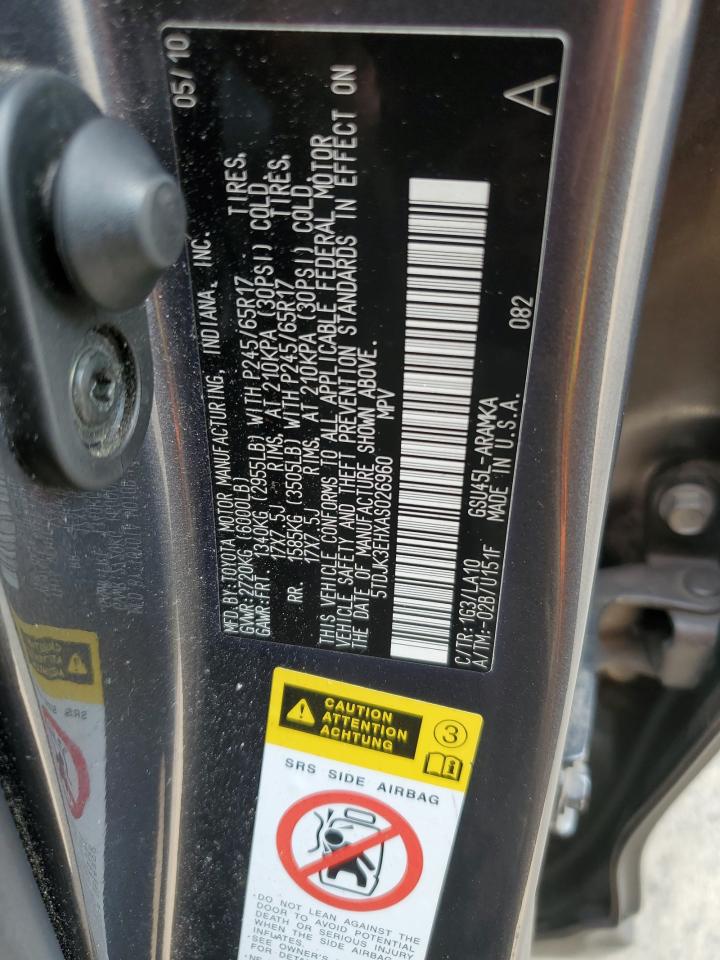 05/10
MFD. BY: TOYOTA MOTOR MANUFACTURING, INDIANA, INC.
GVWR: 2720KG (6000LB)
GAWR: FRT 1340KG (2955LB) WITH P245/65R17 TIRES.
17X7.5J RIMS. AT 210KPA (30PSI) COLD.
RR. 1585KG (3505LB) WITH P245/65R17 TIRES.
17X7.5J RIMS. AT 210KPA (30PSI) COLD.
THIS VEHICLE CONFORMS TO ALL APPLICABLE FEDERAL MOTOR
VEHICLE SAFETY AND THEFT PREVENTION STANDARDS IN EFFECT ON
THE DATE OF MANUFACTURE SHOWN ABOVE.
5TDJK3EHXAS026960 MPV
C/TR: 1G3/LA10 GSU45L-ARAMKA 082
A/TM: -02B/U151F MADE IN U.S.A.
A
CAUTION
ATTENTION
ACHTUNG
3
SRS SIDE AIRBAG
·DO NOT LEAN AGAINST THE
DOOR TO AVOID
DEATH OR SERIOUS INJURY
WHEN THE SIDE AIRBAG
INFLATES.
·SEE OWNER'S
FOR